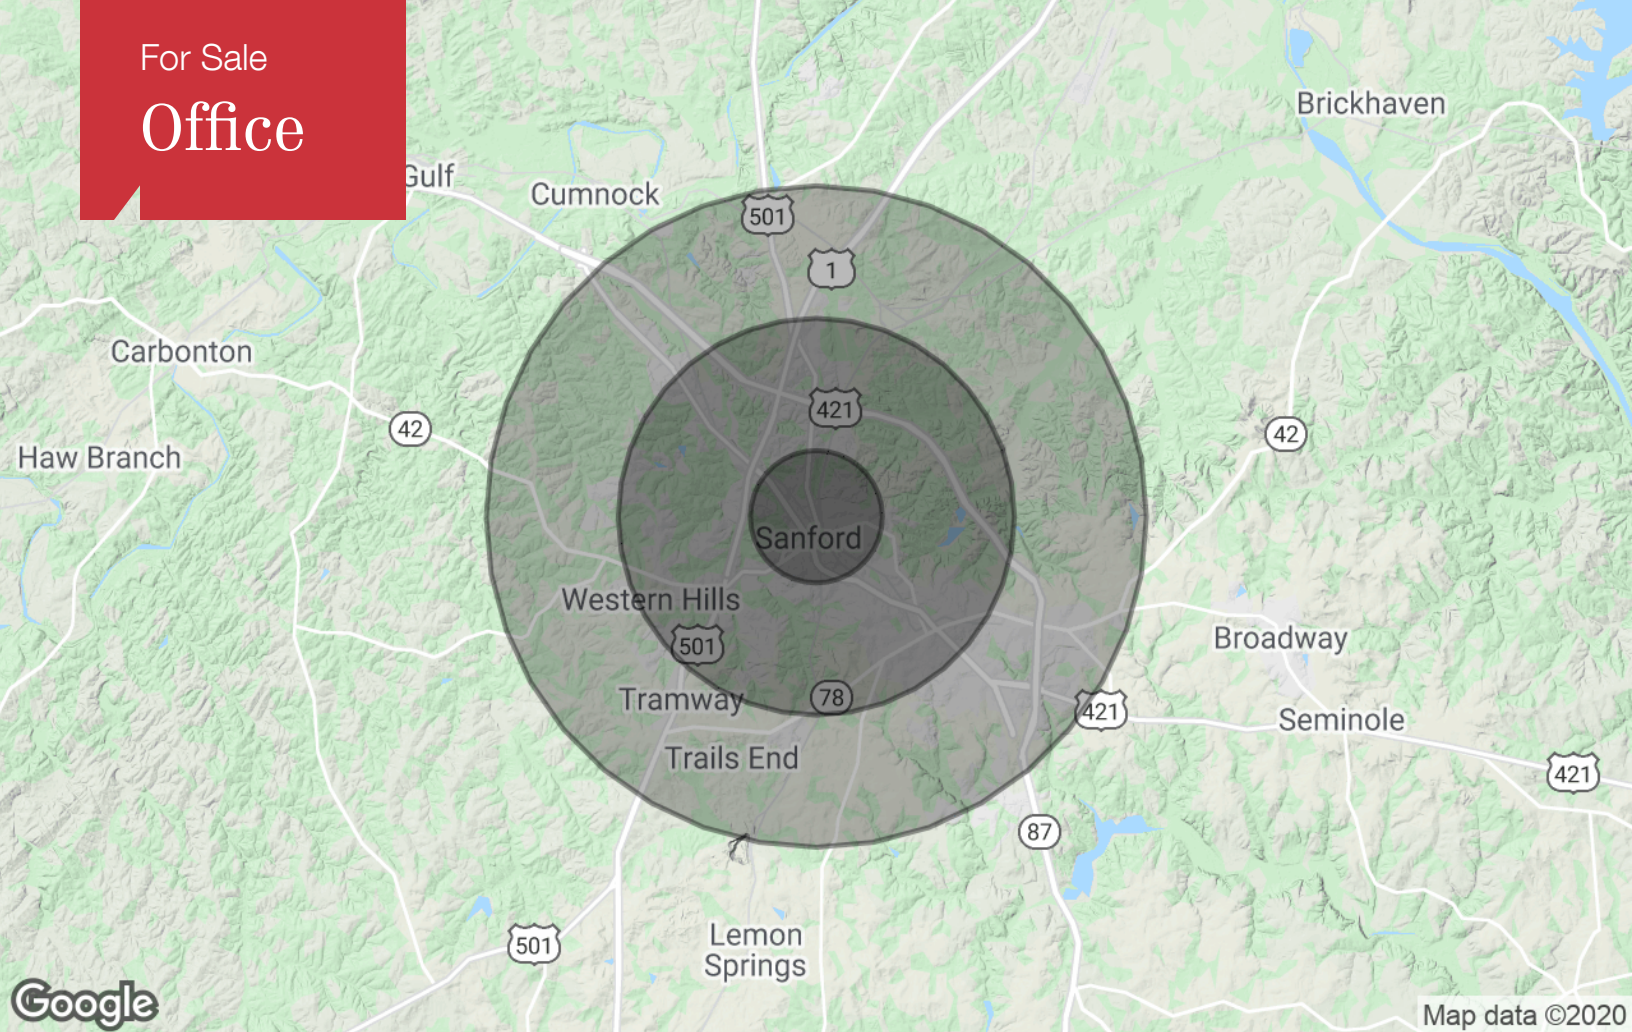 For Sale
Office
Brickhaven
Gulf
Cumnock
501
1
Carbonton
421
42
42
Haw Branch
Sanford
Western Hills
501
Broadway
Tramway
78
421
Seminole
Trails End
421
87
Lemon
Springs
501
Google
Map data ©2020